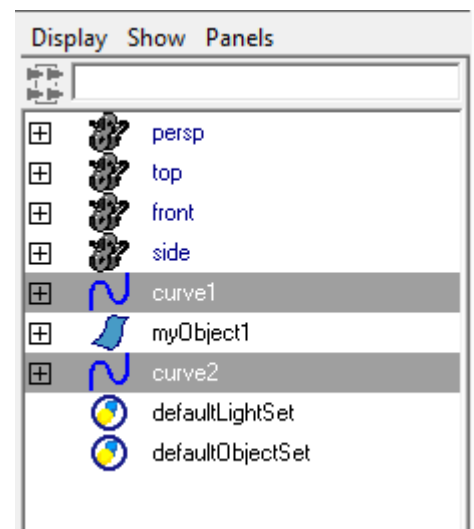 Display Show Panels
persp
top
front
side
curve1
myObject1
curve2
defaultLightSet
defaultObjectSet